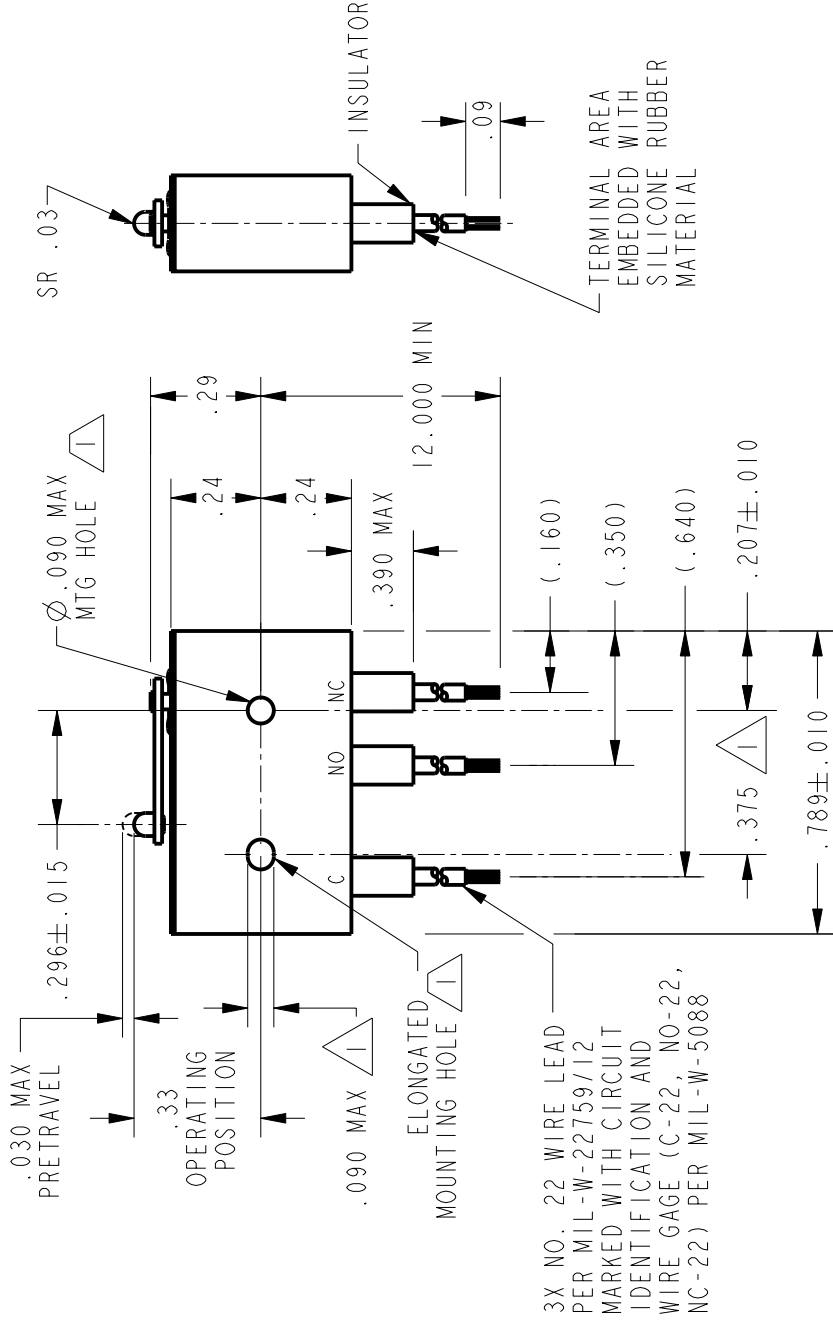 .030 MAX
PRETRAVEL
.296±.015
Ø.090 MAX
MTG HOLE
1
.29
SR .03
.33
OPERATING
POSITION
.24
.24
INSULATOR
.09
.090 MAX
1
C
NO
NC
.390 MAX
12.000 MIN
ELONGATED
MOUNTING HOLE
1
TERMINAL AREA
EMBEDDED WITH
SILICONE RUBBER
MATERIAL
3X NO. 22 WIRE LEAD
PER MIL-W-22759/12
MARKED WITH CIRCUIT
IDENTIFICATION AND
WIRE GAGE (C-22, NO-22,
NC-22) PER MIL-W-5088
(.160)
(.350)
(.640)
.207±.010
.375
1
.789±.010